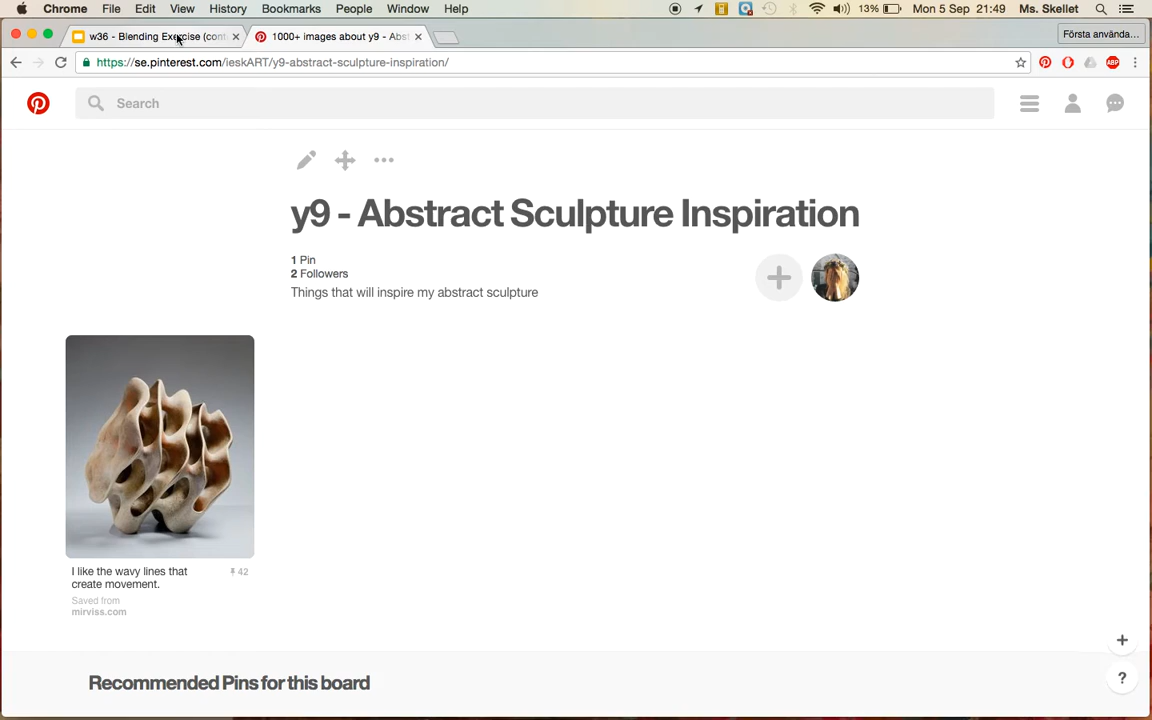 Chrome File Edit View History Bookmarks People Window Help 13% Mon 5 Sep 21:49 Ms. Skellet
w36 - Blending Exercise (cont 1000+ images about y9 - Abst Första använda…
https://se.pinterest.com/ieskART/y9-abstract-sculpture-inspiration/ ABP
Search
y9 - Abstract Sculpture Inspiration
1 Pin
2 Followers
Things that will inspire my abstract sculpture
I like the wavy lines that 42
create movement.
Saved from
mirviss.com
Recommended Pins for this board